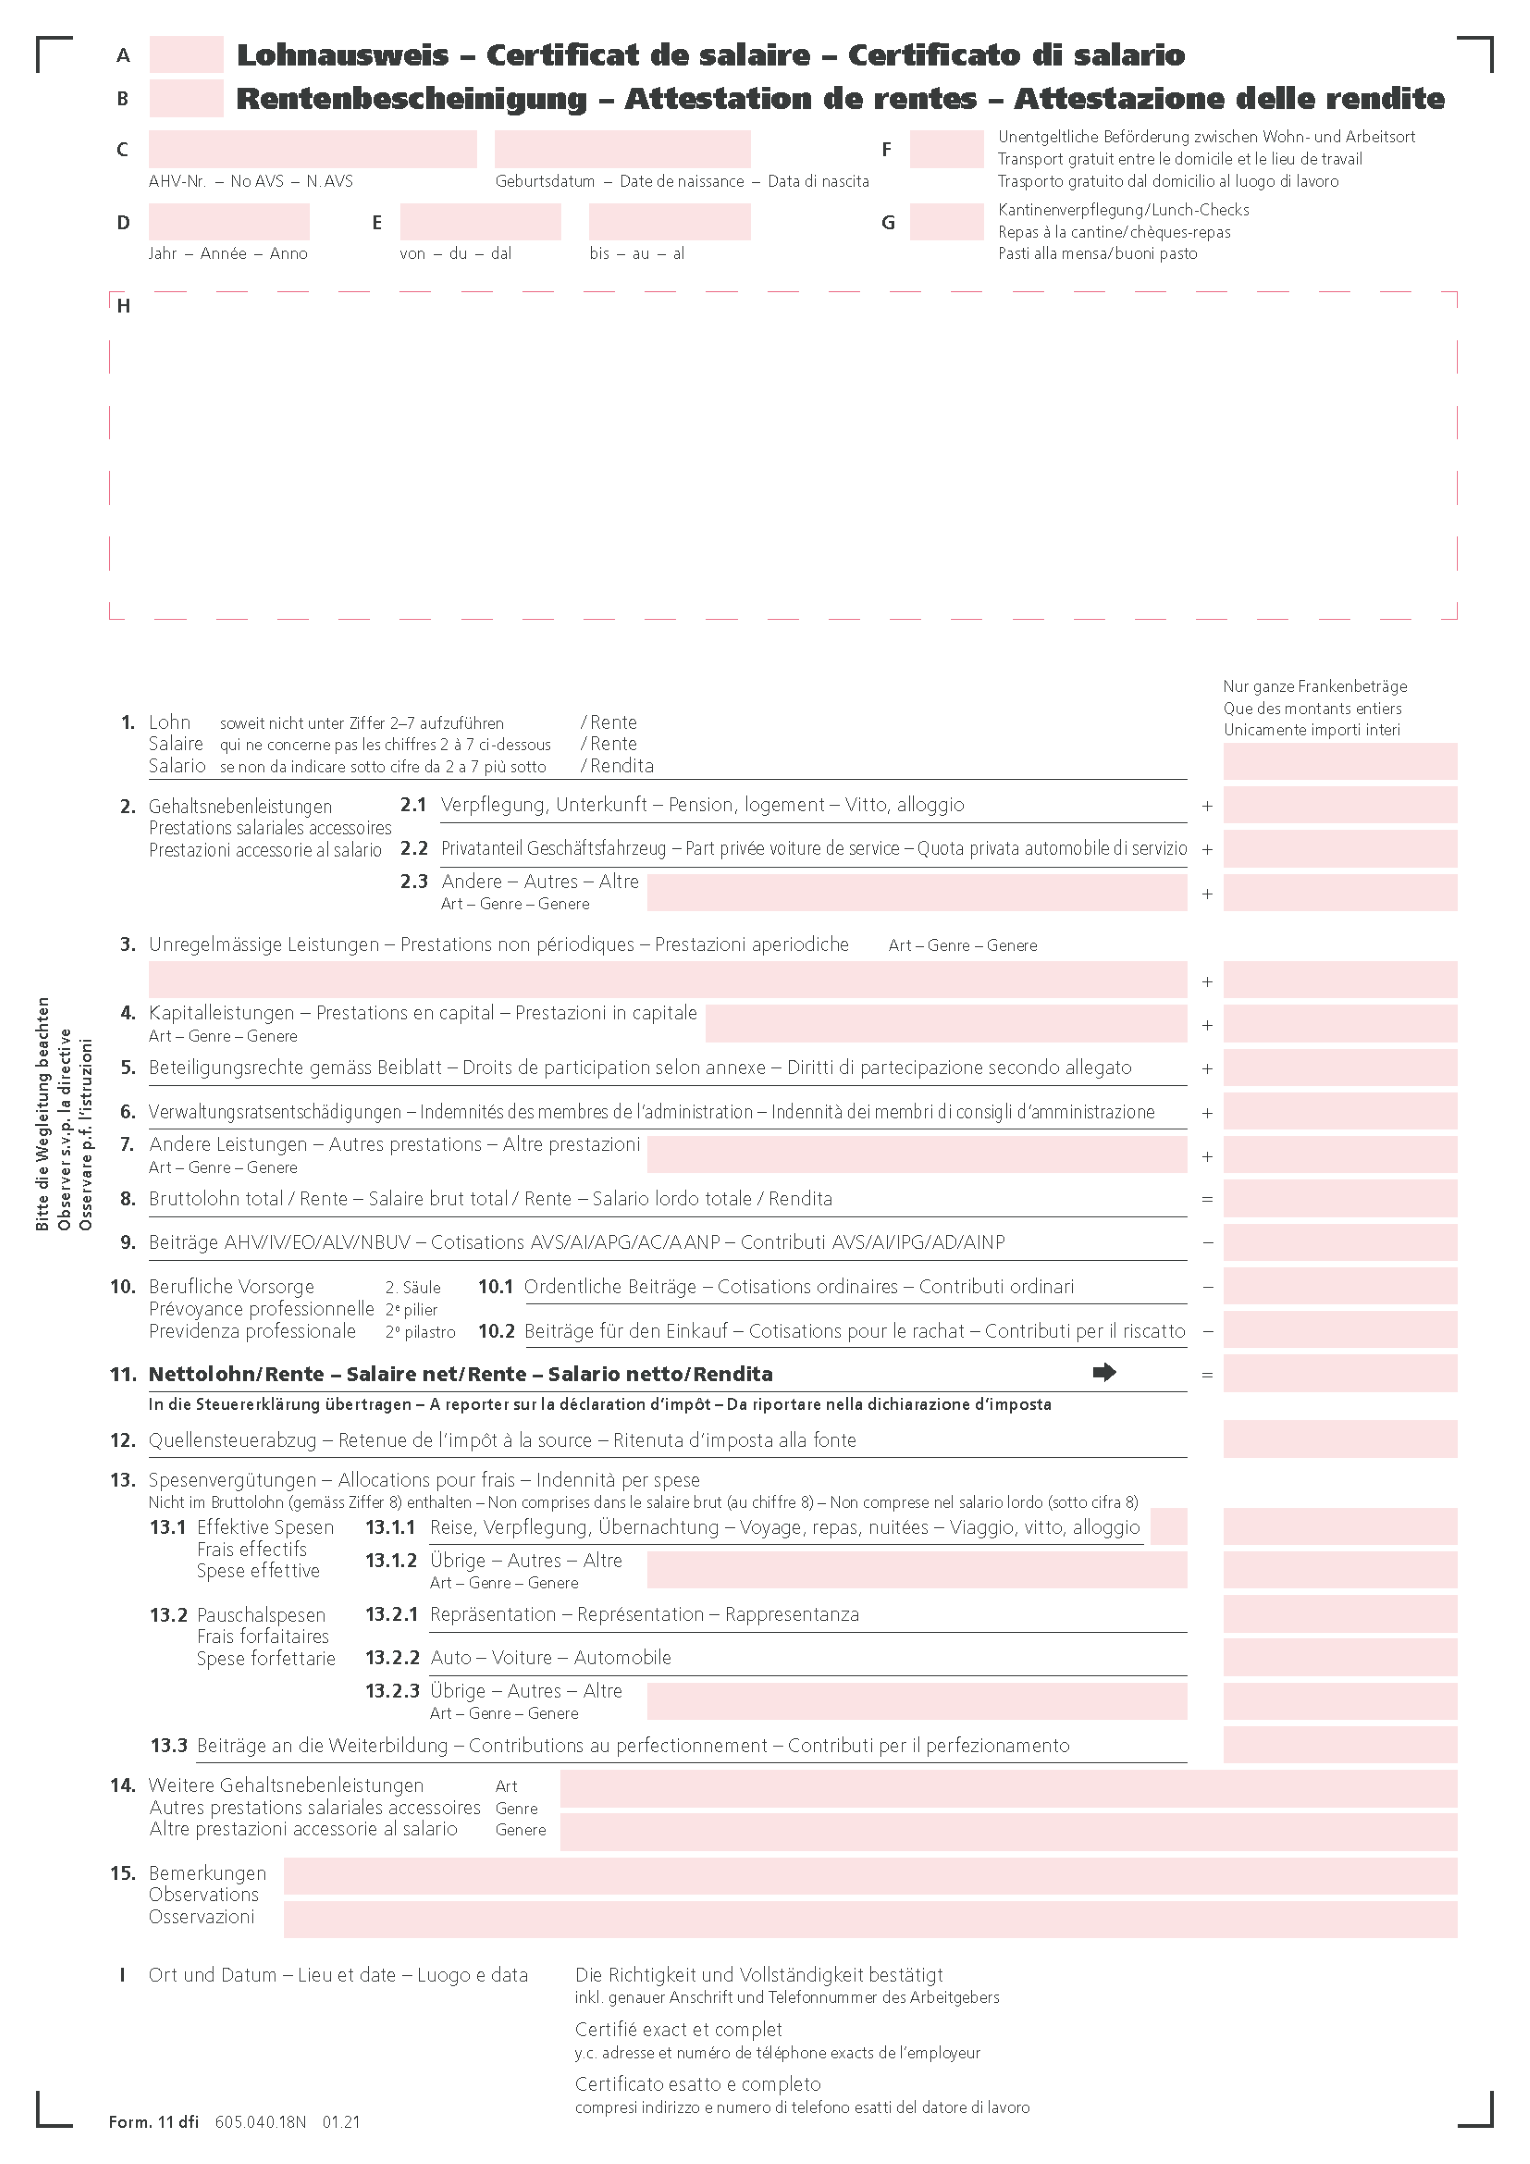 A Lohnausweis – Certificat de salaire – Certificato di salario
B Rentenbescheinigung – Attestation de rentes – Attestazione delle rendite
C
AHV-Nr. – No AVS – N. AVS
Geburtsdatum – Date de naissance – Data di nascita
F Unentgeltliche Beförderung zwischen Wohn- und Arbeitsort
Transport gratuit entre le domicile et le lieu de travail
Trasporto gratuito dal domicilio al luogo di lavoro
D
Jahr – Année – Anno
E
von – du – dal
bis – au – al
G Kantinenverpflegung/Lunch-Checks
Repas à la cantine/chèques-repas
Pasti alla mensa/buoni pasto
H
Nur ganze Frankenbeträge
Que des montants entiers
Unicamente importi interi
1. Lohn soweit nicht unter Ziffer 2–7 aufzuführen / Rente
Salaire qui ne concerne pas les chiffres 2 à 7 ci-dessous / Rente
Salario se non da indicare sotto cifre da 2 a 7 più sotto / Rendita
2. Gehaltsnebenleistungen
Prestations salariales accessoires
Prestazioni accessorie al salario
2.1 Verpflegung, Unterkunft – Pension, logement – Vitto, alloggio +
2.2 Privatanteil Geschäftsfahrzeug – Part privée voiture de service – Quota privata automobile di servizio +
2.3 Andere – Autres – Altre +
Art – Genre – Genere
3. Unregelmässige Leistungen – Prestations non périodiques – Prestazioni aperiodiche Art – Genre – Genere
+
4. Kapitalleistungen – Prestations en capital – Prestazioni in capitale +
Art – Genre – Genere
5. Beteiligungsrechte gemäss Beiblatt – Droits de participation selon annexe – Diritti di partecipazione secondo allegato +
6. Verwaltungsratsentschädigungen – Indemnités des membres de l'administration – Indennità dei membri di consigli d'amministrazione +
7. Andere Leistungen – Autres prestations – Altre prestazioni +
Art – Genre – Genere
8. Bruttolohn total / Rente – Salaire brut total / Rente – Salario lordo totale / Rendita =
9. Beiträge AHV/IV/EO/ALV/NBUV – Cotisations AVS/AI/APG/AC/AANP – Contributi AVS/AI/IPG/AD/AINP –
10. Berufliche Vorsorge 2. Säule
Prévoyance professionnelle 2e pilier
Previdenza professionale 2° pilastro
10.1 Ordentliche Beiträge – Cotisations ordinaires – Contributi ordinari –
10.2 Beiträge für den Einkauf – Cotisations pour le rachat – Contributi per il riscatto –
11. Nettolohn/Rente – Salaire net/Rente – Salario netto/Rendita =
In die Steuererklärung übertragen – A reporter sur la déclaration d'impôt – Da riportare nella dichiarazione d'imposta
12. Quellensteuerabzug – Retenue de l'impôt à la source – Ritenuta d'imposta alla fonte
13. Spesenvergütungen – Allocations pour frais – Indennità per spese
Nicht im Bruttolohn (gemäss Ziffer 8) enthalten – Non comprises dans le salaire brut (au chiffre 8) – Non comprese nel salario lordo (sotto cifra 8)
13.1 Effektive Spesen
Frais effectifs
Spese effettive
13.1.1 Reise, Verpflegung, Übernachtung – Voyage, repas, nuitées – Viaggio, vitto, alloggio
13.1.2 Übrige – Autres – Altre
Art – Genre – Genere
13.2 Pauschalspesen
Frais forfaitaires
Spese forfettarie
13.2.1 Repräsentation – Représentation – Rappresentanza
13.2.2 Auto – Voiture – Automobile
13.2.3 Übrige – Autres – Altre
Art – Genre – Genere
13.3 Beiträge an die Weiterbildung – Contributions au perfectionnement – Contributi per il perfezionamento
14. Weitere Gehaltsnebenleistungen Art
Autres prestations salariales accessoires Genre
Altre prestazioni accessorie al salario Genere
15. Bemerkungen
Observations
Osservazioni
I Ort und Datum – Lieu et date – Luogo e data
Die Richtigkeit und Vollständigkeit bestätigt
inkl. genauer Anschrift und Telefonnummer des Arbeitgebers
Certifié exact et complet
y.c. adresse et numéro de téléphone exacts de l'employeur
Certificato esatto e completo
compresi indirizzo e numero di telefono esatti del datore di lavoro
Form. 11 dfi 605.040.18N 01.21
Bitte die Wegleitung beachten
Observer s.v.p. la directive
Osservare p.f. l'istruzioni